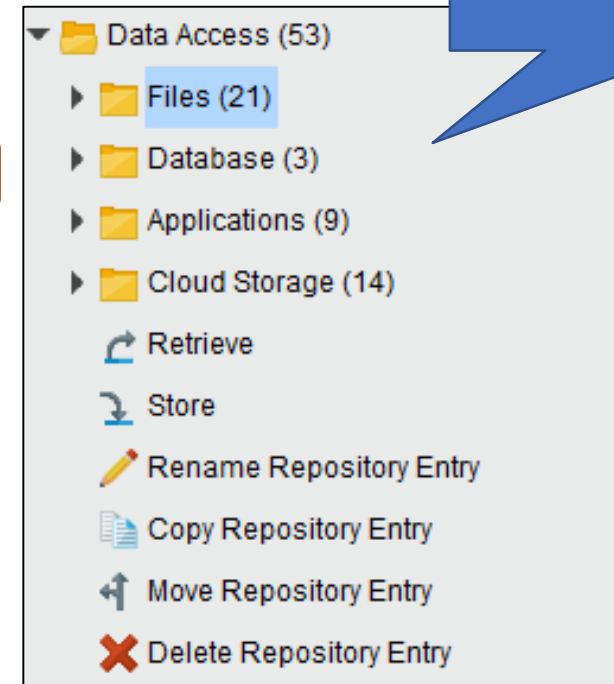 Data Access (53)
Files (21)
Database (3)
Applications (9)
Cloud Storage (14)
Retrieve
Store
Rename Repository Entry
Copy Repository Entry
Move Repository Entry
Delete Repository Entry